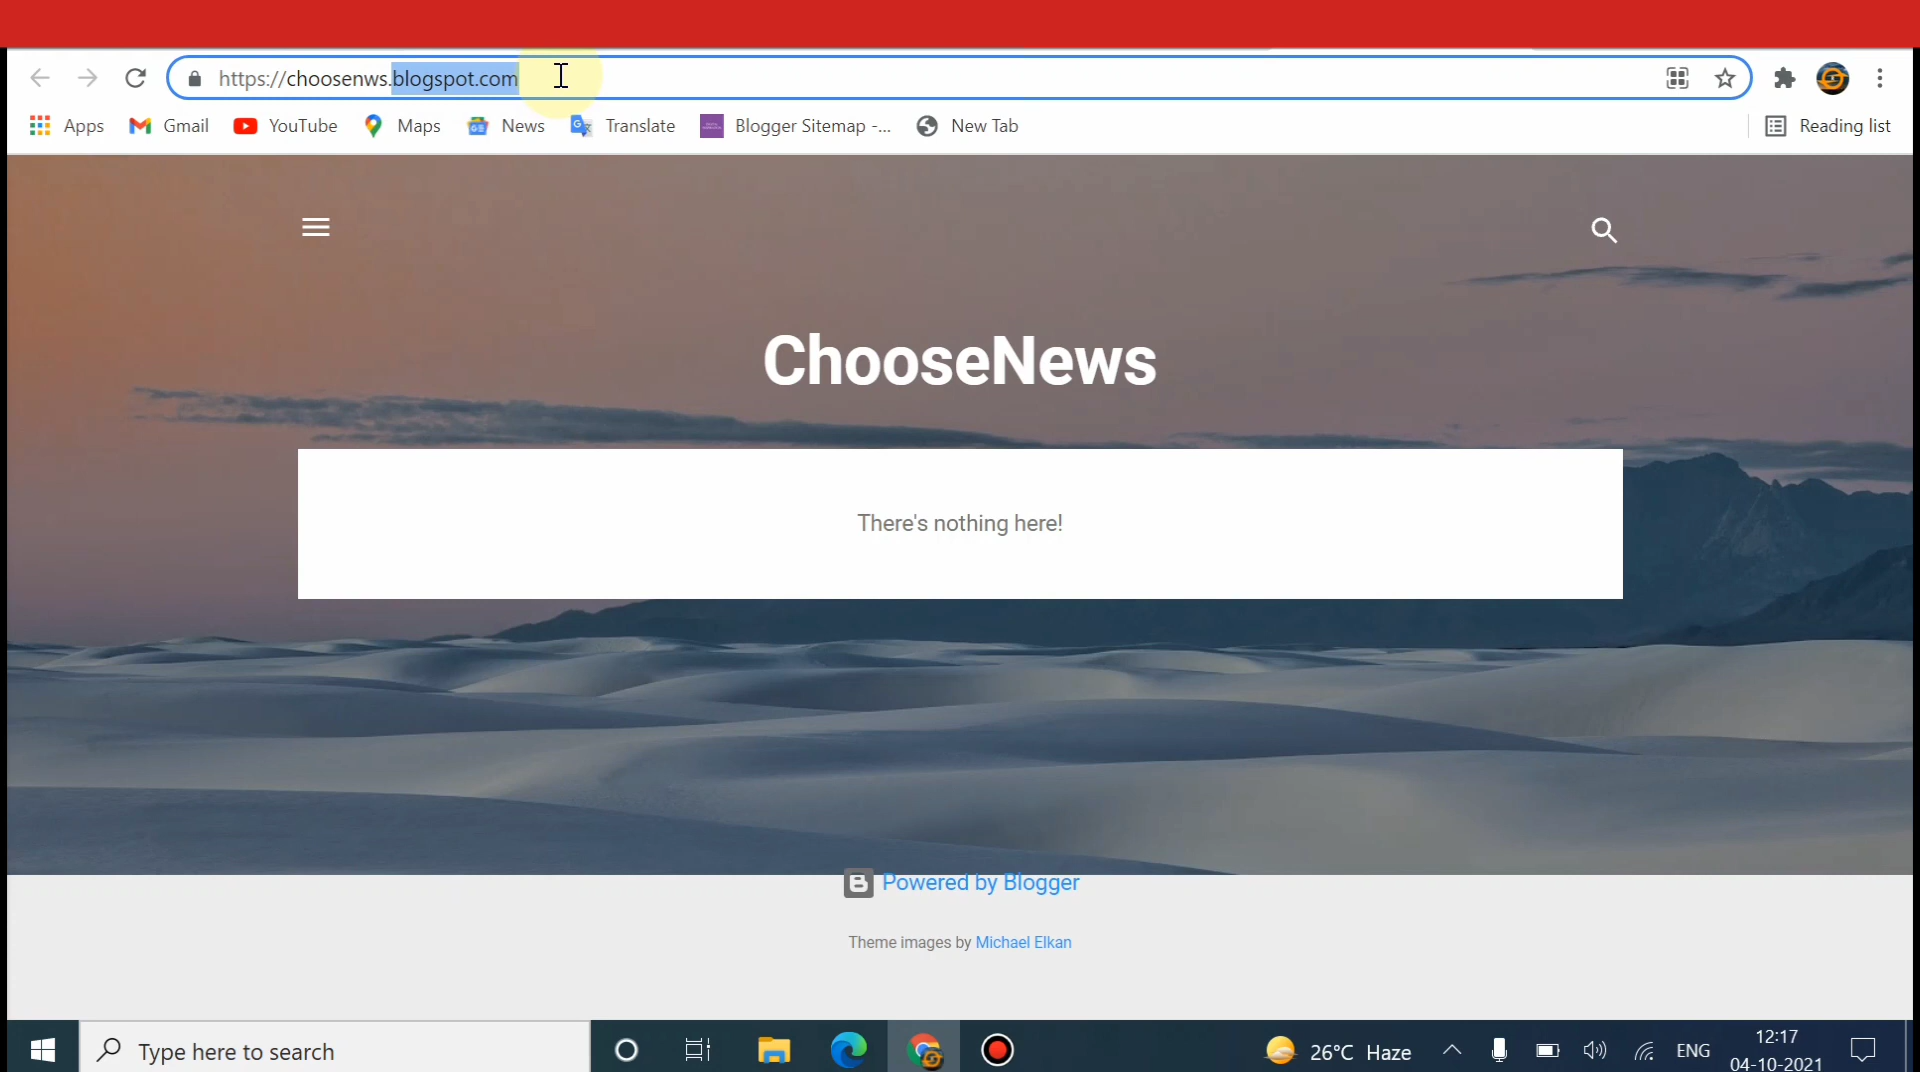 https://choosenws.blogspot.com
Apps Gmail YouTube Maps News Translate Blogger Sitemap -... New Tab Reading list
ChooseNews
There's nothing here!
Powered by Blogger
Theme images by Michael Elkan
Type here to search 26°C Haze ENG 12:17
04-10-2021